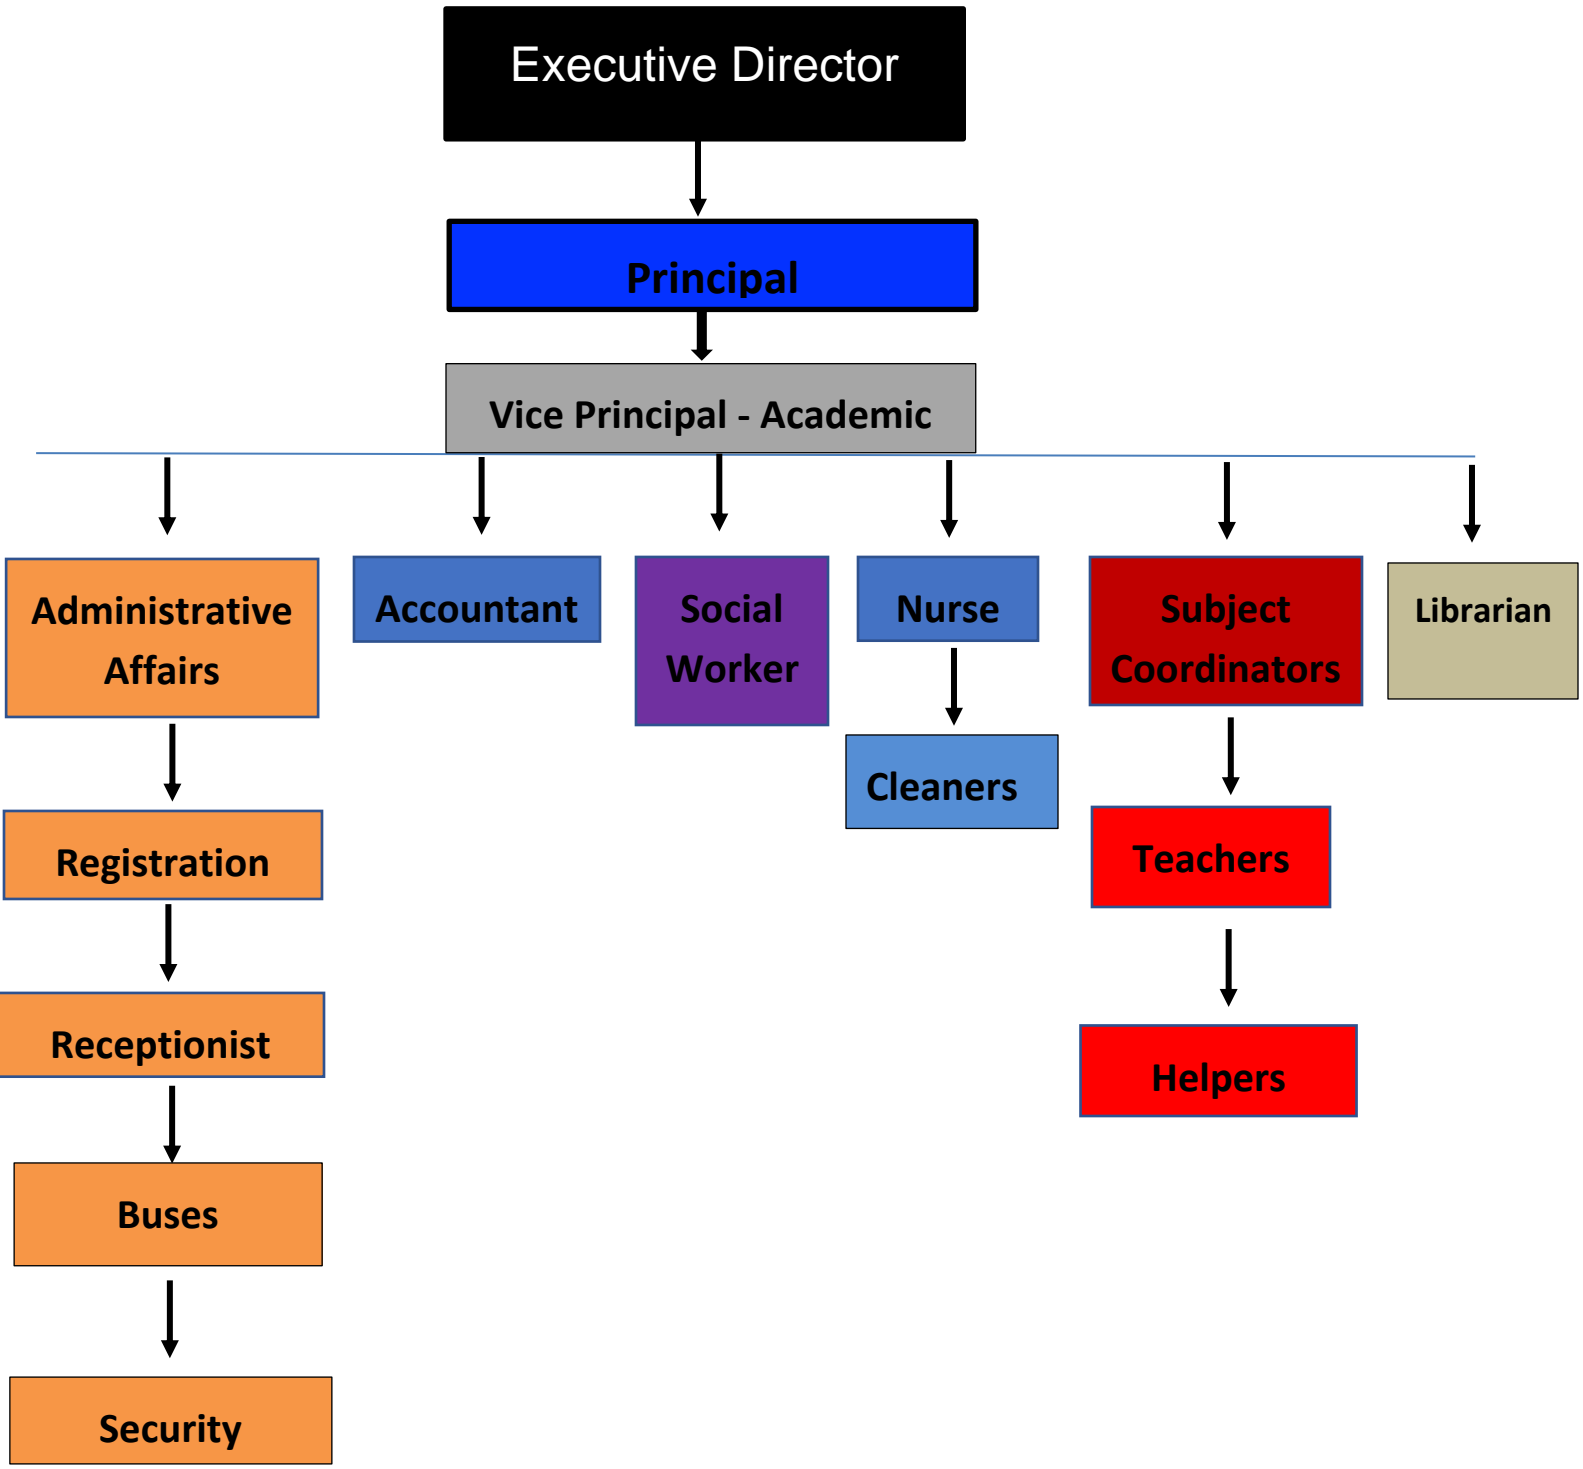 Executive Director
Principal
Vice Principal - Academic
Administrative
Affairs
Accountant
Social
Worker
Nurse
Subject
Coordinators
Librarian
Cleaners
Registration
Teachers
Receptionist
Helpers
Buses
Security